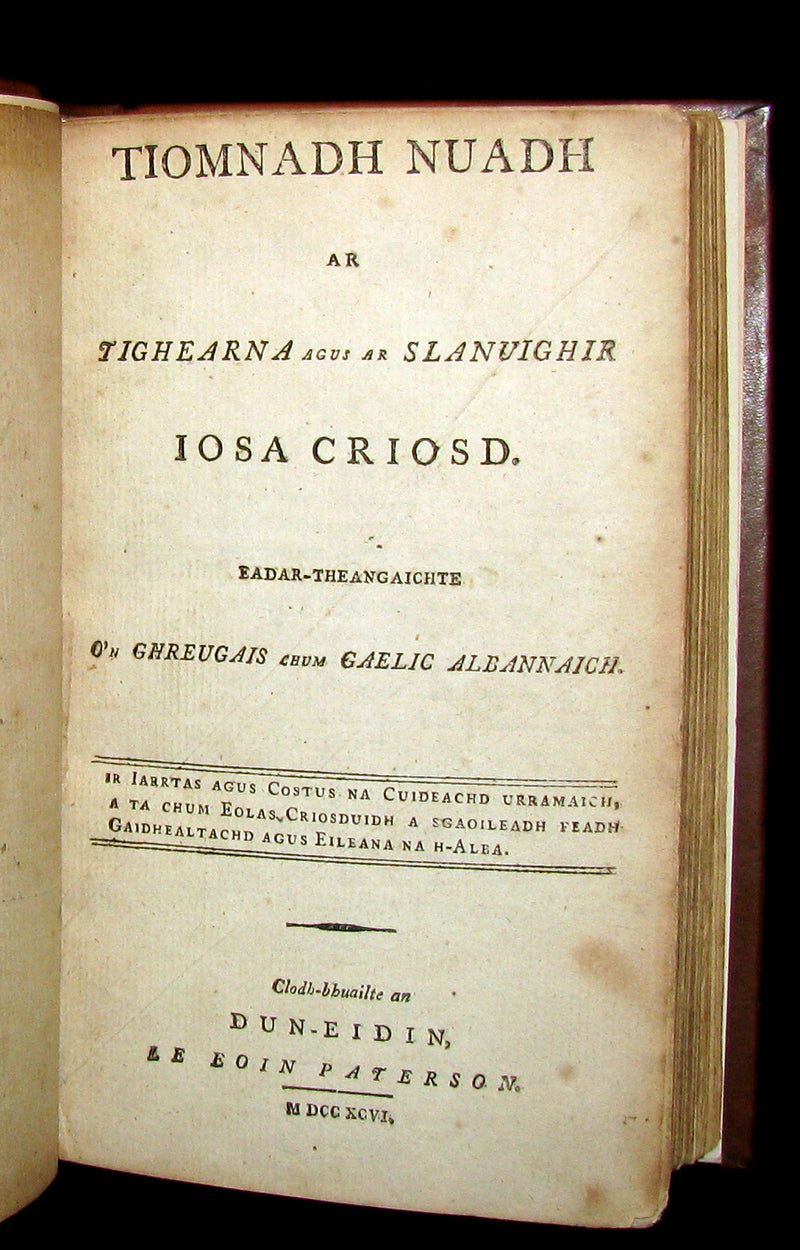 TIOMNADH NUADH
AR
TIGHEARNA AGUS AR SLANUIGHIR
IOSA CRIOSD.
EADAR-THEANGAICHTE
O'N GHREUGAIS CHUM GAELIC ALBANNAICH.
AR IARRTAS AGUS COSTUS NA CUIDEACHD URRAMAICH,
A TA CHUM EOLAS CRIOSDUIDH A SGAOILEADH FEADH
GAIDHEALTACHD AGUS EILEANA NA H-ALBA.
Clodh-bhuailte an
DUN-EIDIN,
LE EOIN PATERSON.
M DCC XCVI.